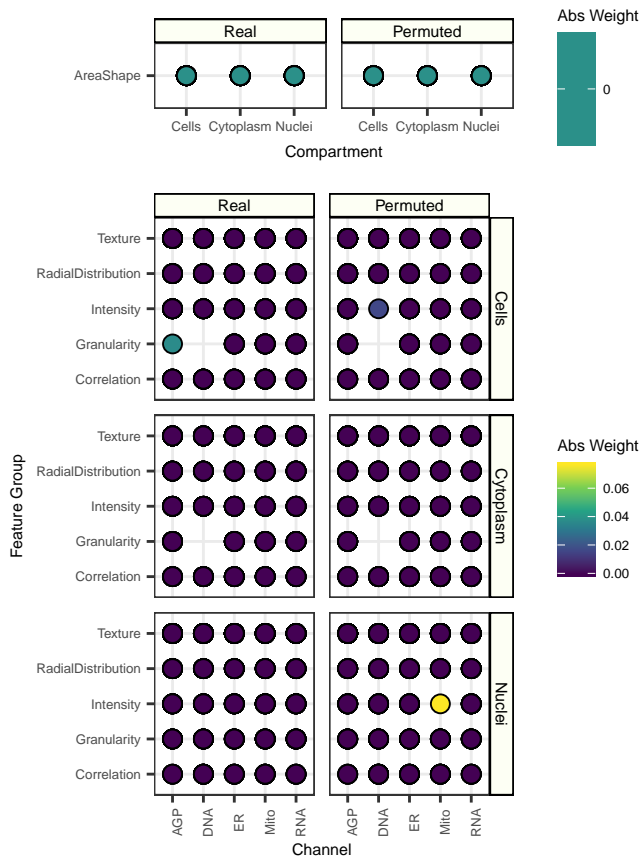 Abs Weight
Real Permuted
AreaShape
0
Cells Cytoplasm Nuclei Cells Cytoplasm Nuclei
Compartment
Real Permuted
Texture
RadialDistribution
Intensity
Granularity
Correlation
Cells
Texture
RadialDistribution
Intensity
Granularity
Correlation
Cytoplasm
Feature Group
Abs Weight
0.06
0.04
0.02
0.00
Texture
RadialDistribution
Intensity
Granularity
Correlation
Nuclei
AGP DNA ER Mito RNA AGP DNA ER Mito RNA
Channel